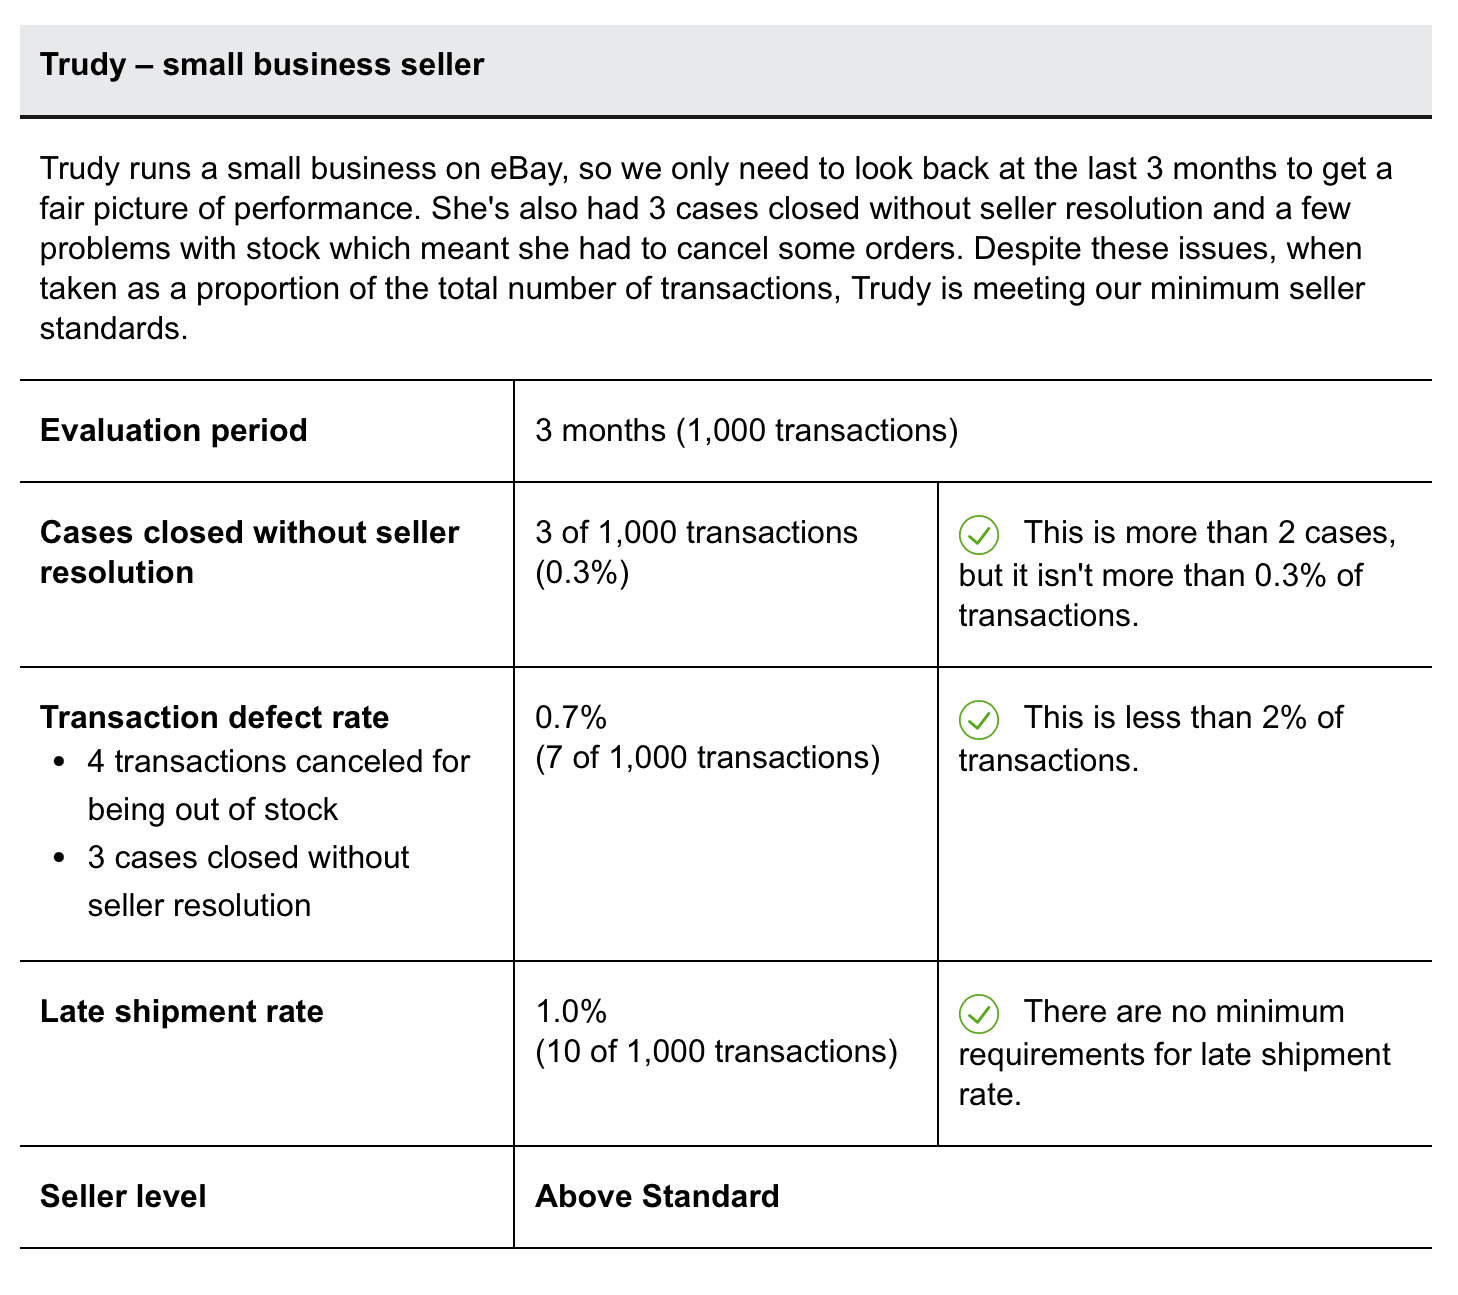 Trudy – small business seller
Trudy runs a small business on eBay, so we only need to look back at the last 3 months to get a
fair picture of performance. She's also had 3 cases closed without seller resolution and a few
problems with stock which meant she had to cancel some orders. Despite these issues, when
taken as a proportion of the total number of transactions, Trudy is meeting our minimum seller
standards.
Evaluation period
3 months (1,000 transactions)
Cases closed without seller
resolution
3 of 1,000 transactions
(0.3%)
This is more than 2 cases,
but it isn't more than 0.3% of
transactions.
Transaction defect rate
• 4 transactions canceled for
being out of stock
• 3 cases closed without
seller resolution
0.7%
(7 of 1,000 transactions)
This is less than 2% of
transactions.
Late shipment rate
1.0%
(10 of 1,000 transactions)
There are no minimum
requirements for late shipment
rate.
Seller level
Above Standard